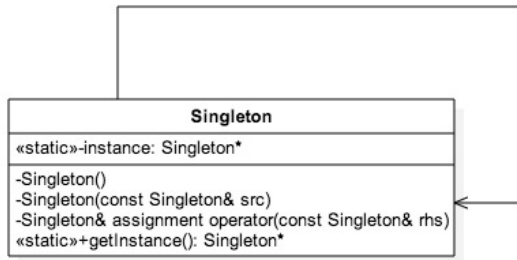 Singleton
«static»-instance: Singleton*
-Singleton()
-Singleton(const Singleton& src)
-Singleton& assignment operator(const Singleton& rhs)
«static»+getInstance(): Singleton*